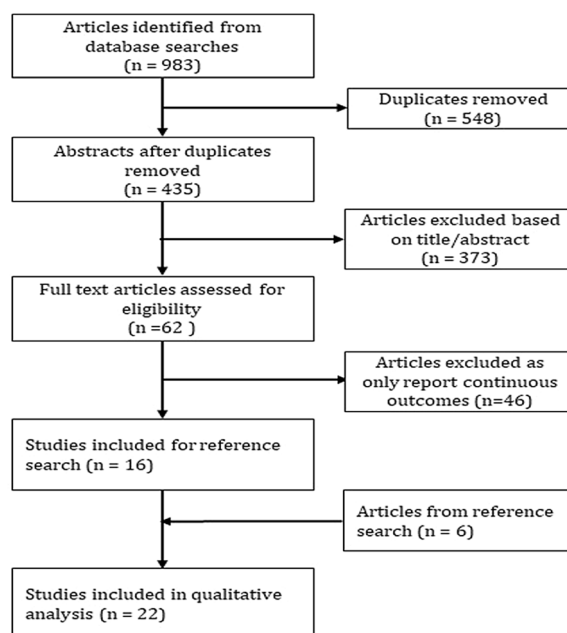 Articles identified from
database searches
(n = 983)
Duplicates removed
(n = 548)
Abstracts after duplicates
removed
(n = 435)
Articles excluded based
on title/abstract
(n = 373)
Full text articles assessed for
eligibility
(n =62 )
Articles excluded as
only report continuous
outcomes (n=46)
Studies included for reference
search (n = 16)
Articles from reference
search (n = 6)
Studies included in qualitative
analysis (n = 22)